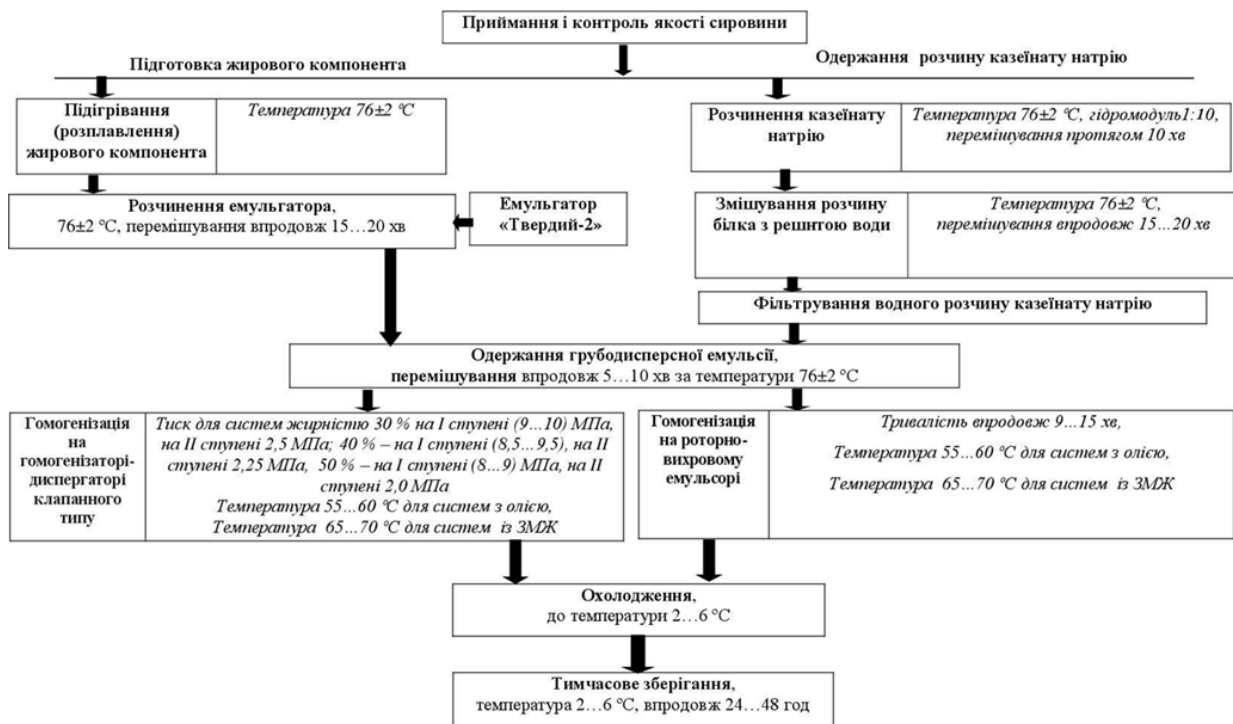 Приймання і контроль якості сировини
Підготовка жирового компонента
Одержання розчину казеїнату натрію
Підігрівання
(розплавлення)
жирового компонента
Температура 76±2 °С
Розчинення казеїнату
натрію
Температура 76±2 °С, гідромодуль1:10,
перемішування протягом 10 хв
Розчинення емульгатора,
76±2 °С, перемішування впродовж 15…20 хв
Емульгатор
«Твердий-2»
Змішування розчину
білка з решнтою води
Температура 76±2 °С,
перемішування впродовж 15…20 хв
Фільтрування водного розчину казеїнату натрію
Одержання грубодисперсної емульсії,
перемішування впродовж 5…10 хв за температури 76±2 °С
Гомогенізація
на
гомогенізаторі-
диспергаторі
клапанного
типу
Тиск для систем жирністю 30 % на І ступені (9…10) МПа,
на ІІ ступені 2,5 МПа; 40 % – на І ступені (8,5…9,5), на ІІ
ступені 2,25 МПа, 50 % – на І ступені (8…9) МПа, на ІІ
ступені 2,0 МПа
Температура 55…60 °С для систем з олією,
Температура 65…70 °С для систем із ЗМЖ
Гомогенізація
на роторно-
вихровому
емульсорі
Тривалість впродовж 9…15 хв,
Температура 55…60 °С для систем з олією,
Температура 65…70 °С для систем із ЗМЖ
Охолодження,
до температури 2…6 °С
Тимчасове зберігання,
температура 2…6 °С, впродовж 24…48 год